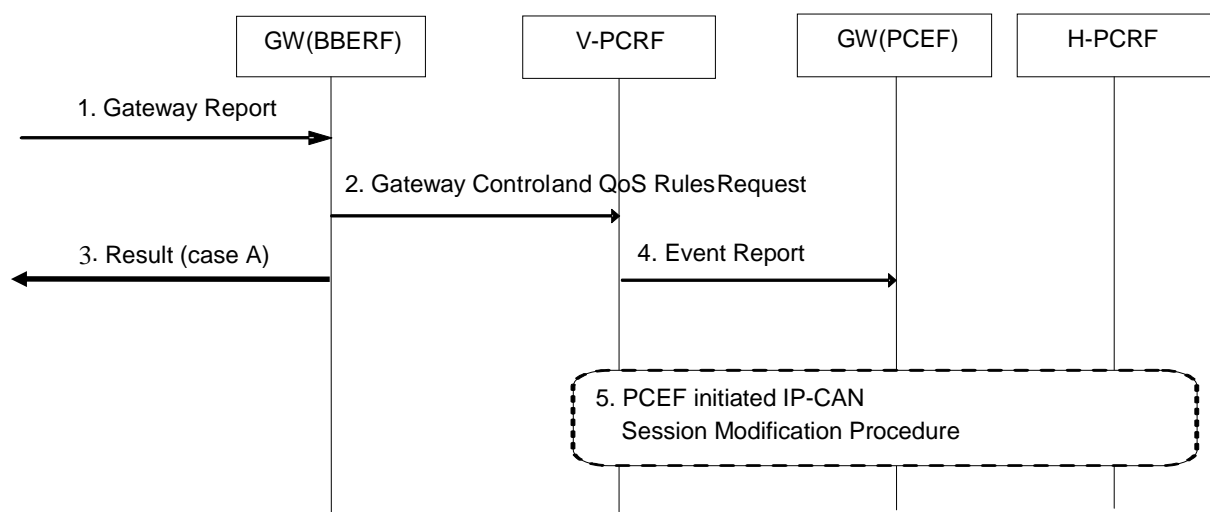 GW(BBERF)
V-PCRF
GW(PCEF)
H-PCRF
1. Gateway Report
2. Gateway Controland QoS RulesRequest
3. Result (case A)
4. Event Report
5. PCEF initiated IP-CAN
Session Modification Procedure